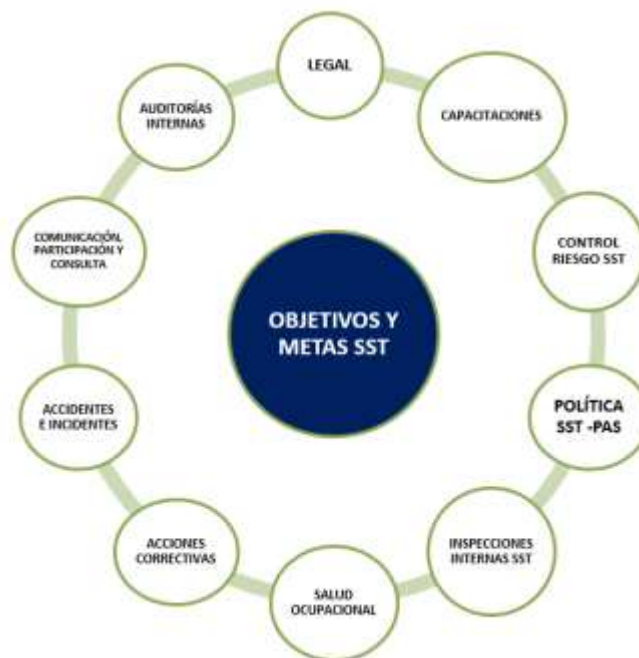 LEGAL
CAPACITACIONES
CONTROL
RIESGO SST
POLÍTICA
SST -PAS
INSPECCIONES
INTERNAS SST
SALUD
OCUPACIONAL
ACCIONES
CORRECTIVAS
ACCIDENTES
E INCIDENTES
COMUNICACIÓN,
PARTICIPACIÓN Y
CONSULTA
AUDITORÍAS
INTERNAS
OBJETIVOS Y
METAS SST